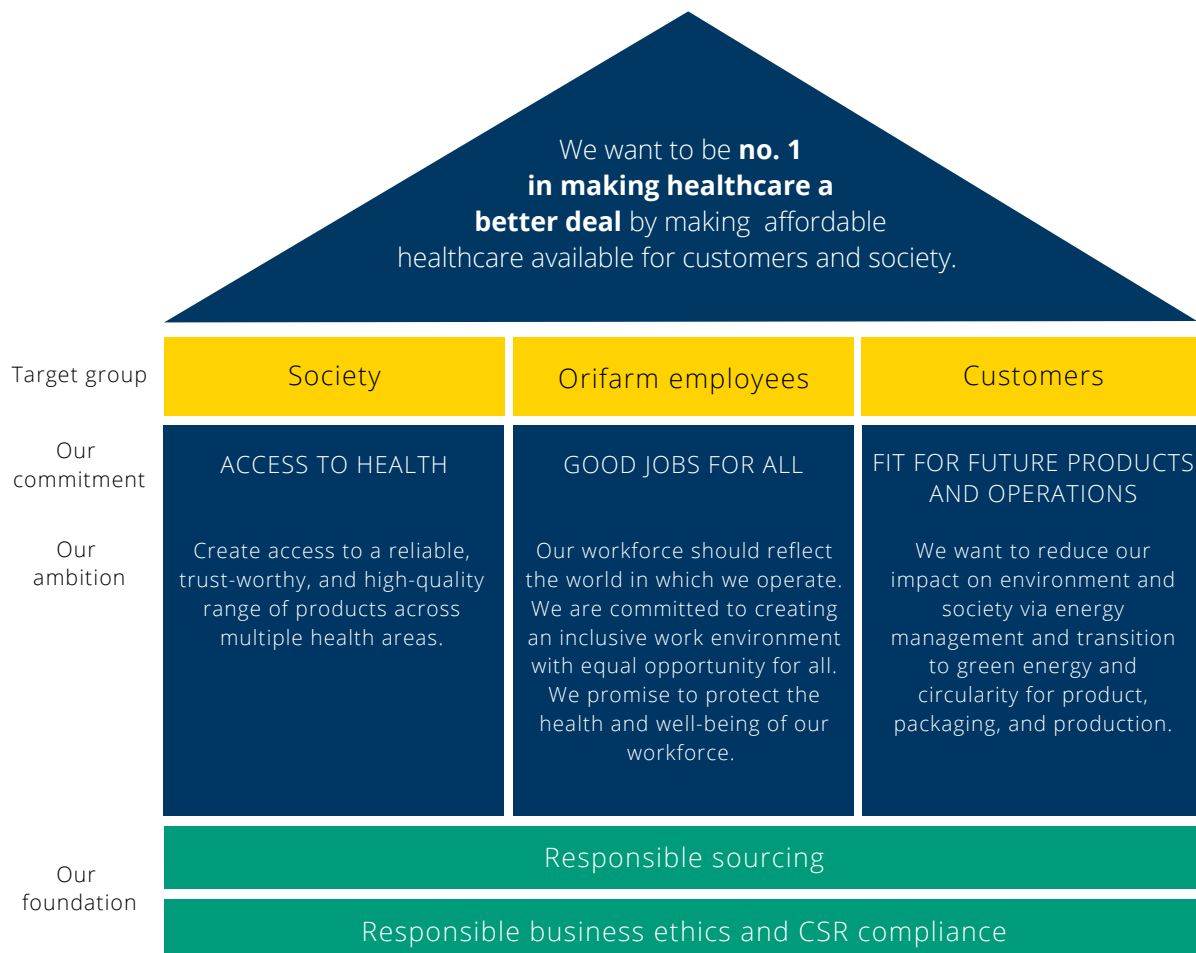 We want to be no. 1
in making healthcare a
better deal by making affordable
healthcare available for customers and society.
Target group
Society
Orifarm employees
Customers
Our
commitment
ACCESS TO HEALTH
GOOD JOBS FOR ALL
FIT FOR FUTURE PRODUCTS
AND OPERATIONS
Our
ambition
Create access to a reliable,
trust-worthy, and high-quality
range of products across
multiple health areas.
Our workforce should reflect
the world in which we operate.
We are committed to creating
an inclusive work environment
with equal opportunity for all.
We promise to protect the
health and well-being of our
workforce.
We want to reduce our
impact on environment and
society via energy
management and transition
to green energy and
circularity for product,
packaging, and production.
Our
foundation
Responsible sourcing
Responsible business ethics and CSR compliance